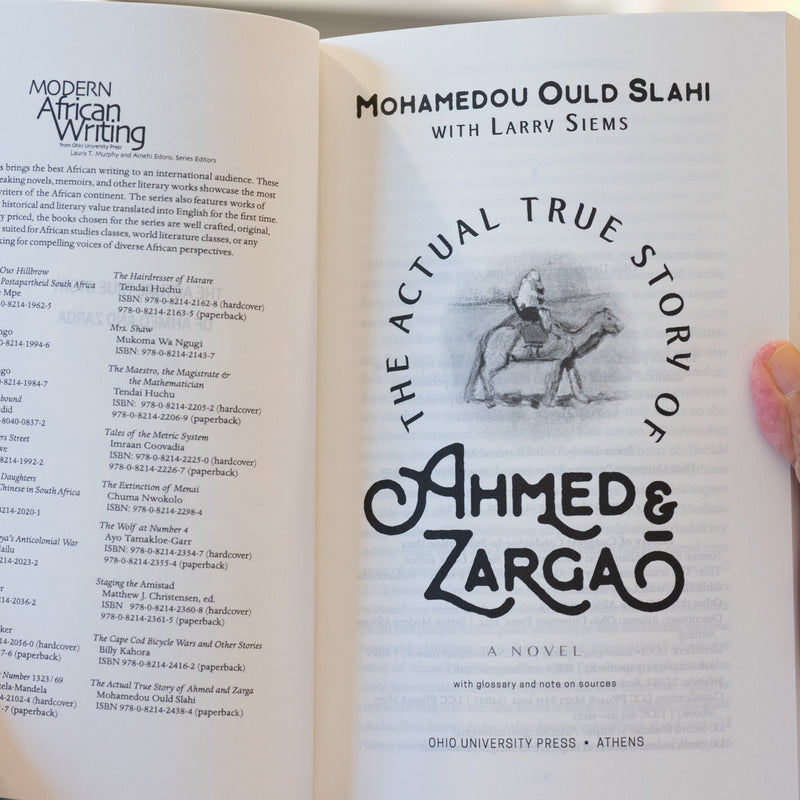 MODERN
African
Writing
from Ohio University Press
Laura T. Murphy and Ainehi Edoro, Series Editors
s brings the best African writing to an international audience. These
eaking novels, memoirs, and other literary works showcase the most
riters of the African continent. The series also features works of
historical and literary value translated into English for the first time.
y priced, the books chosen for the series are well crafted, original,
suited for African studies classes, world literature classes, or any
king for compelling voices of diverse African perspectives.
Our Hillbrow
Postapartheid South Africa
Mpe
0-8214-1962-5
ngo
0-8214-1994-6
ngo
-8214-1984-7
bound
did
-8040-0837-2
rs Street
we
-8214-1992-2
Daughters
Chinese in South Africa
-8214-2020-1
ya's Anticolonial War
ailu
-8214-2023-2
r
-8214-2036-2
ker
4-2056-0 (hardcover)
7-6 (paperback)
r Number 1323/69
ela-Mandela
4-2102-4 (hardcover)
-7 (paperback)
The Hairdresser of Harare
Tendai Huchu
ISBN: 978-0-8214-2162-8 (hardcover)
978-0-8214-2163-5 (paperback)
Mrs. Shaw
Mukoma Wa Ngugi
ISBN: 978-0-8214-2143-7
The Maestro, the Magistrate &
the Mathematician
Tendai Huchu
ISBN: 978-0-8214-2205-2 (hardcover)
978-0-8214-2206-9 (paperback)
Tales of the Metric System
Imraan Coovadia
ISBN: 978-0-8214-2225-0 (hardcover)
978-0-8214-2226-7 (paperback)
The Extinction of Menai
Chuma Nwokolo
ISBN: 978-0-8214-2298-4
The Wolf at Number 4
Ayo Tamakloe-Garr
ISBN: 978-0-8214-2354-7 (hardcover)
978-0-8214-2355-4 (paperback)
Staging the Amistad
Matthew J. Christensen, ed.
ISBN 978-0-8214-2360-8 (hardcover)
978-0-8214-2361-5 (paperback)
The Cape Cod Bicycle Wars and Other Stories
Billy Kahora
ISBN 978-0-8214-2416-2 (paperback)
The Actual True Story of Ahmed and Zarga
Mohamedou Ould Slahi
ISBN 978-0-8214-2438-4 (paperback)
MOHAMEDOU OULD SLAHI
WITH LARRY SIEMS
THE ACTUAL TRUE STORY OF
AHMED &
ZARGA
A NOVEL
with glossary and note on sources
OHIO UNIVERSITY PRESS ▪ ATHENS